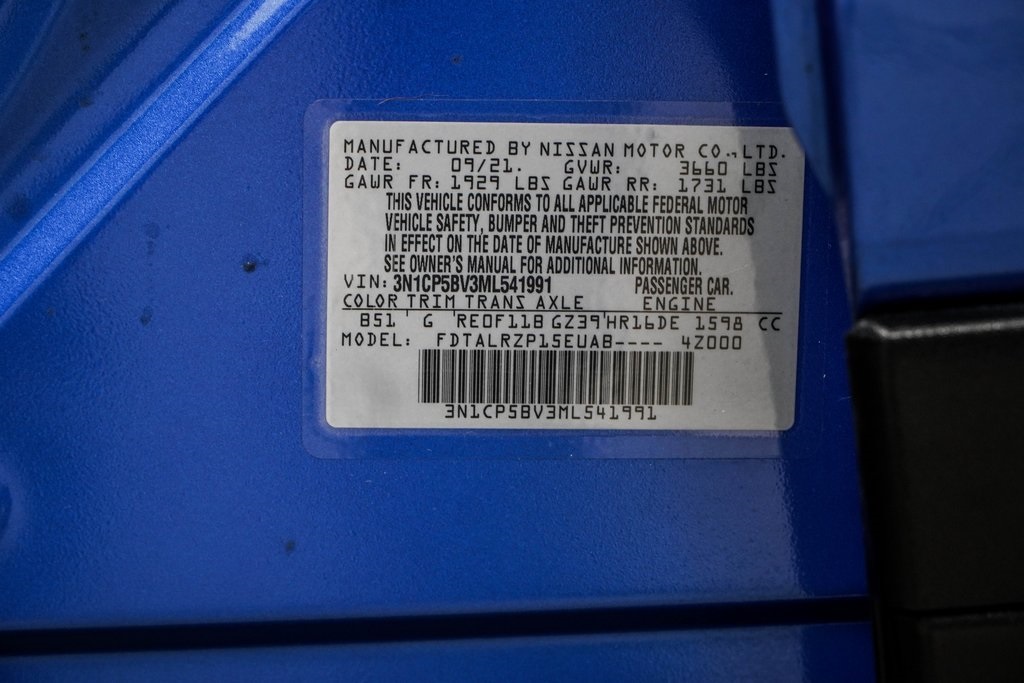 MANUFACTURED BY NISSAN MOTOR CO.,LTD.
DATE: 09/21. GVWR: 3660 LBS
GAWR FR: 1929 LBS GAWR RR: 1731 LBS
THIS VEHICLE CONFORMS TO ALL APPLICABLE FEDERAL MOTOR
VEHICLE SAFETY, BUMPER AND THEFT PREVENTION STANDARDS
IN EFFECT ON THE DATE OF MANUFACTURE SHOWN ABOVE.
SEE OWNER'S MANUAL FOR ADDITIONAL INFORMATION.
VIN: 3N1CP5BV3ML541991 PASSENGER CAR.
COLOR TRIM TRANS AXLE ENGINE
B51 G RE0F11B GZ39 HR16DE 1598 CC
MODEL: FDTALRZP15EUAB---- 4Z000
3N1CP5BV3ML541991